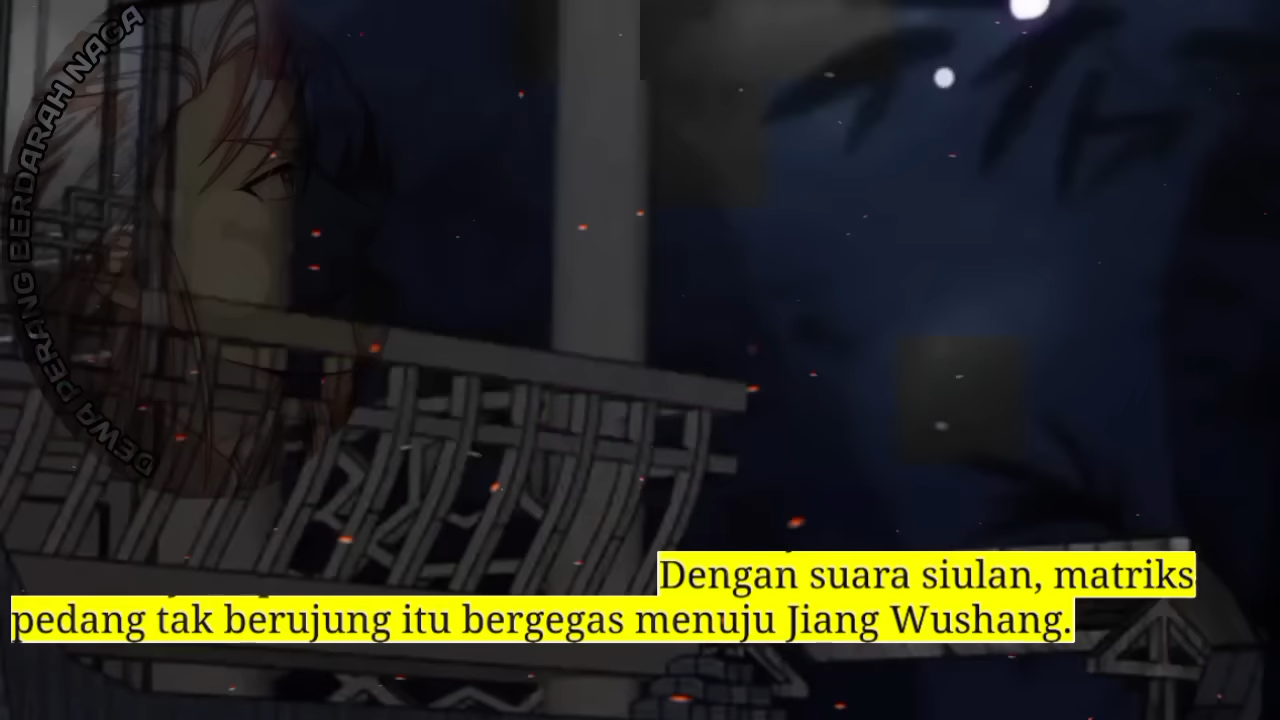 DEWA PERANG BERDARAH NAGA
Dengan suara siulan, matriks
pedang tak berujung itu bergegas menuju Jiang Wushang.